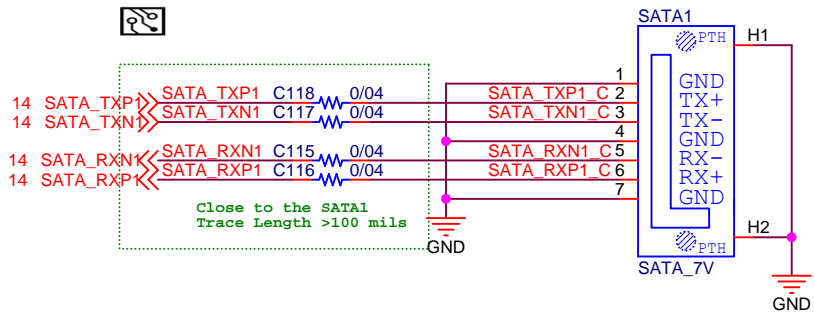 SATA1
H1
PTH
1 GND
14 SATA_TXP1 SATA_TXP1 C118 0/04 SATA_TXP1_C 2 TX+
14 SATA_TXN1 SATA_TXN1 C117 0/04 SATA_TXN1_C 3 TX-
4 GND
14 SATA_RXN1 SATA_RXN1 C115 0/04 SATA_RXN1_C 5 RX-
14 SATA_RXP1 SATA_RXP1 C116 0/04 SATA_RXP1_C 6 RX+
7 GND
Close to the SATA1
Trace Length >100 mils
H2
PTH
GND
SATA_7V
GND